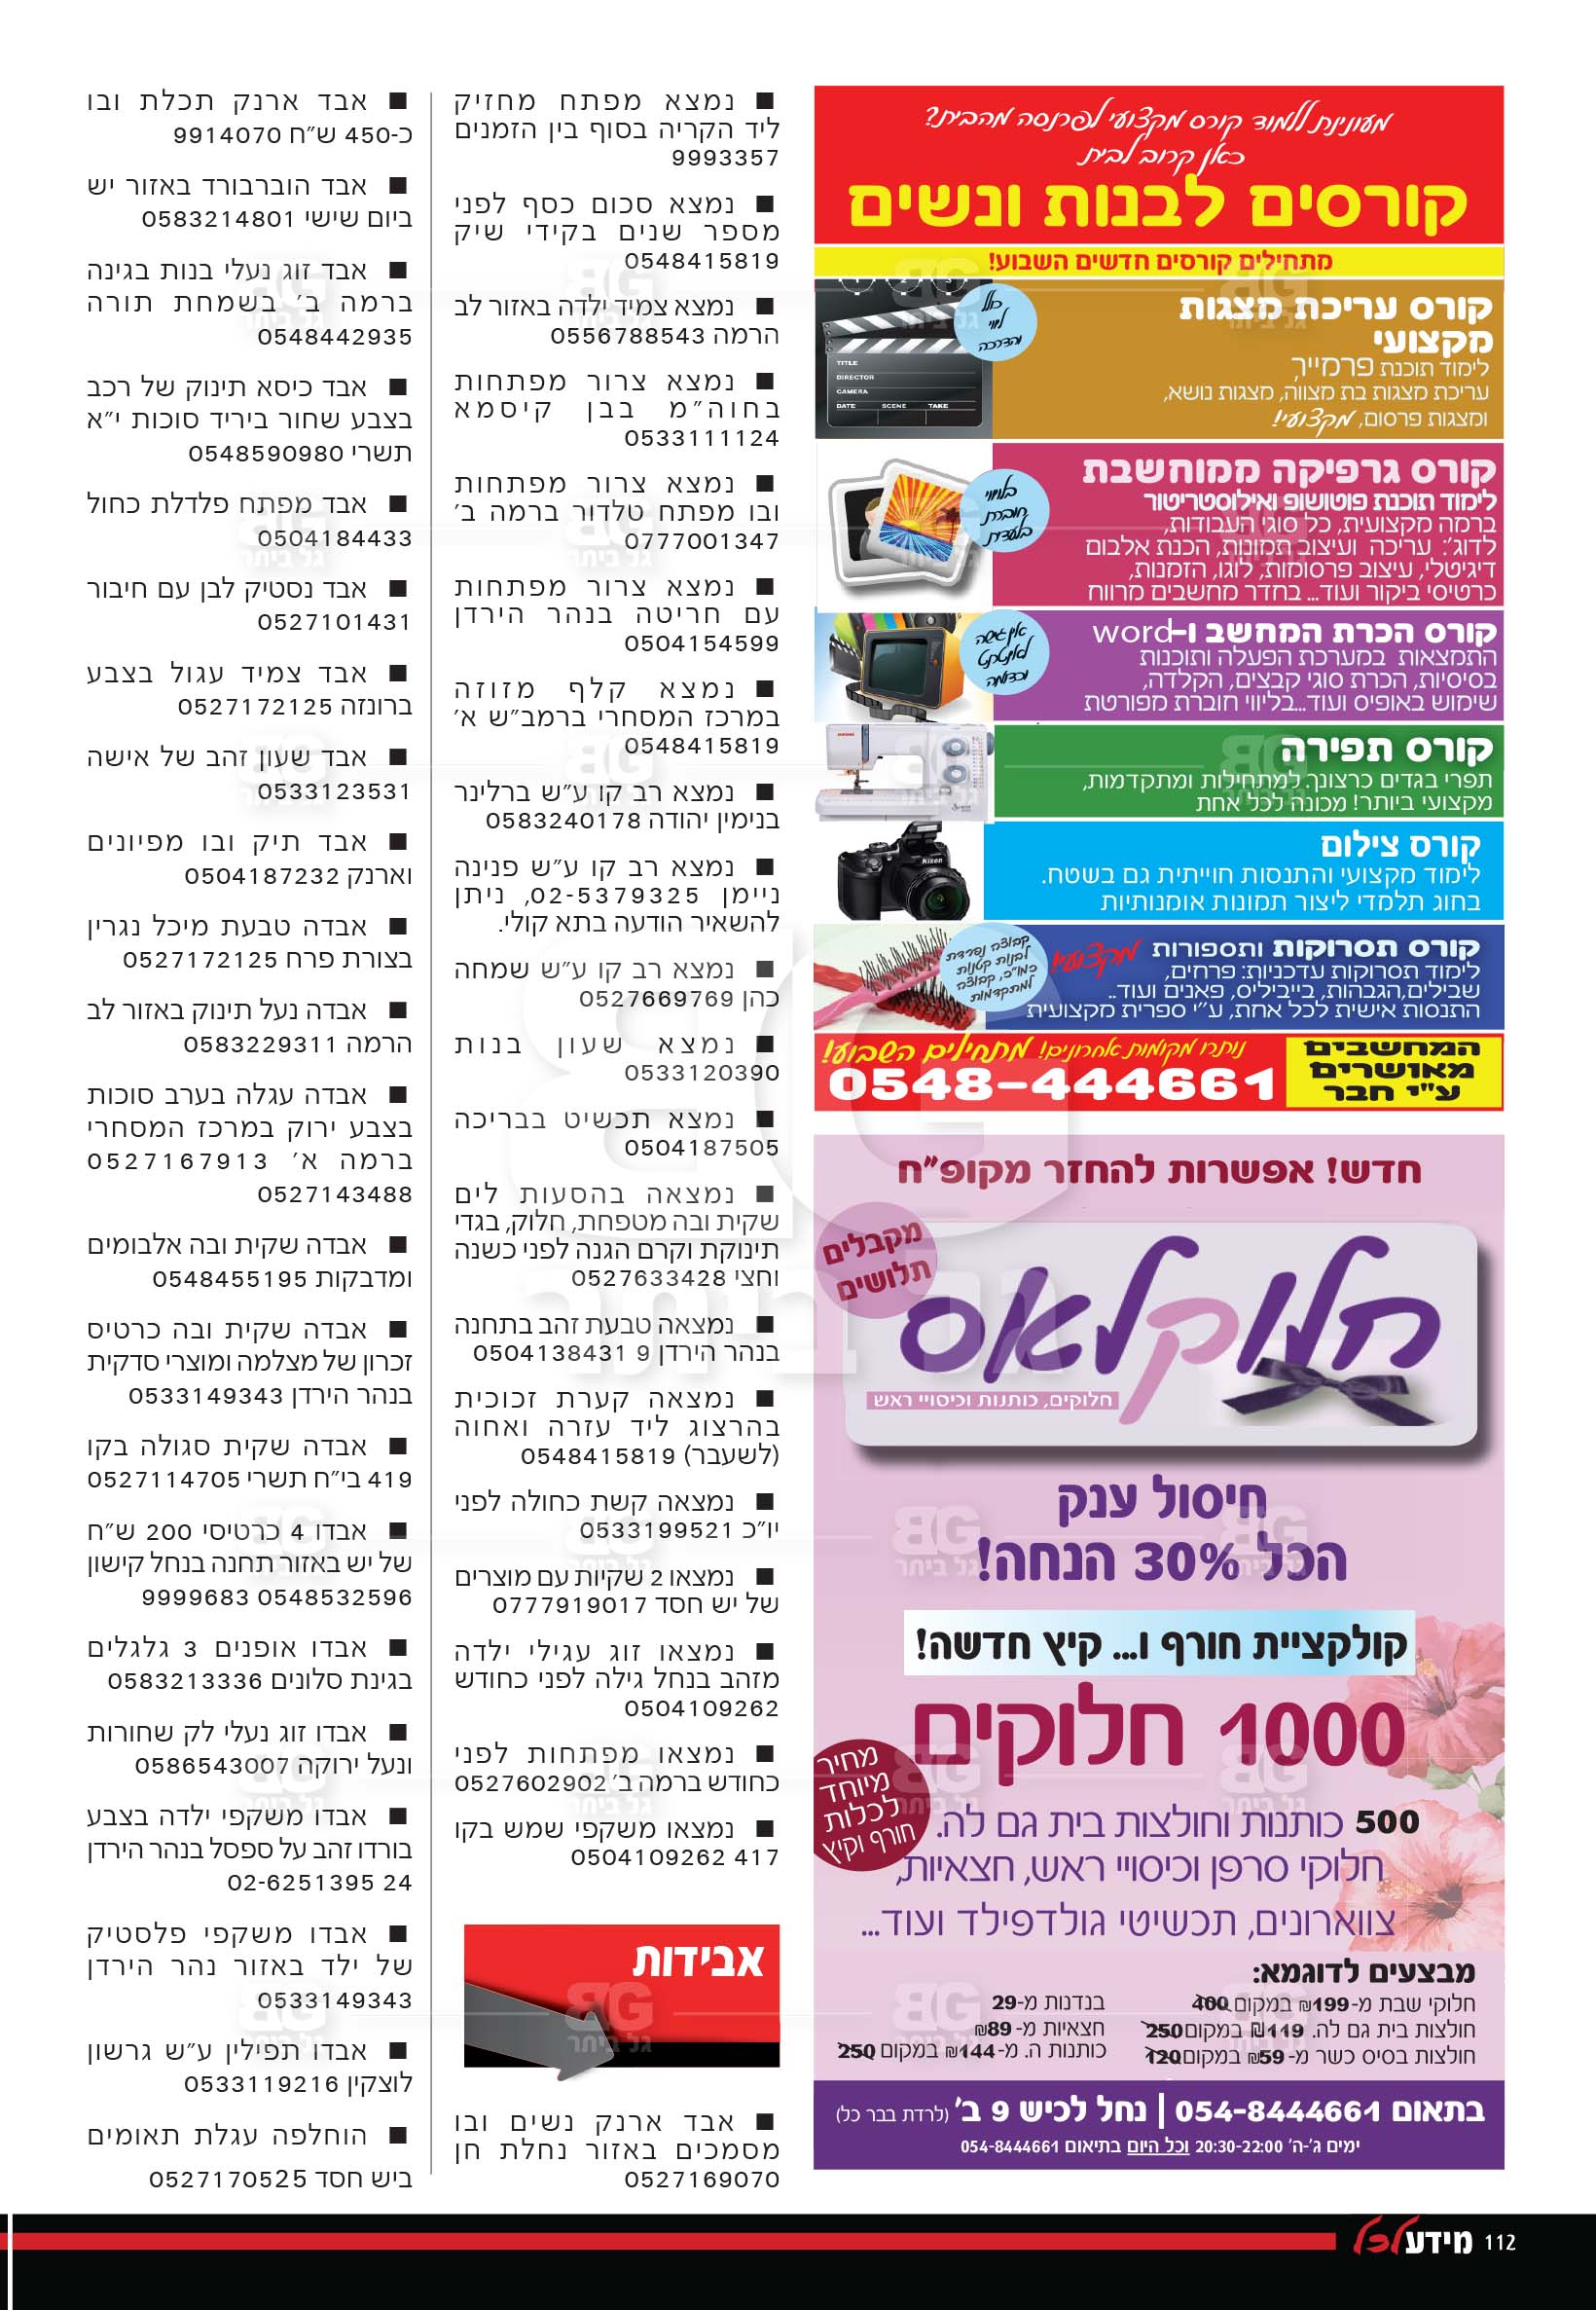 מעונינת ללמוד קורס מקצועי לפרנסה מהבית?
כאן קרוב לבית
קורסים לבנות ונשים
מתחילים קורסים חדשים השבוע!
קורס עריכת מצגות
מקצועי
לימוד תוכנת פרמייר,
עריכת מצגות בת מצווה, מצגות נושא,
ומצגות פרסום, מקצועי!
כולל
ליווי
והדרכה
TITLE
DIRECTOR
CAMERA
DATE SCENE TAKE
קורס גרפיקה ממוחשבת
לימוד תוכנת פוטושופ ואילוסטריטור
ברמה מקצועית, כל סוגי העבודות,
לדוג': עריכה ועיצוב תמונות, הכנת אלבום
דיגיטלי, עיצוב פרסומות, לוגו, הזמנות,
כרטיסי ביקור ועוד... בחדר מחשבים מרווח
בליווי
חוברת
בלעדית
קורס הכרת המחשב ו-word
התמצאות במערכת הפעלה ותוכנות
בסיסיות, הכרת סוגי קבצים, הקלדה,
שימוש באופיס ועוד...בליווי חוברת מפורטת
אין גישה
לאינטרנט
וכדומה
קורס תפירה
תפרי בגדים כרצונך. למתחילות ומתקדמות,
מקצועי ביותר! מכונה לכל אחת
קורס צילום
לימוד מקצועי והתנסות חוייתית גם בשטח.
בחוג תלמדי ליצור תמונות אומנותיות
Nikon
קורס תסרוקות ותספורות מקצועי!
לימוד תסרוקות עדכניות: פרחים,
שבילים,הגבהות, בייביליס, פאנים ועוד..
התנסות אישית לכל אחת, ע"י ספרית מקצועית
קבוצה נפרדת
לבנות קטנות
כמו"כ, קבוצה
למתקדמות
המחשבים
מאושרים
ע"י חבר
נותרו מקומות אחרונים! מתחילים השבוע!
0548-444661
חדש! אפשרות להחזר מקופ"ח
מקבלים
תלושים
חלוקלאס
חלוקים, כותנות וכיסויי ראש
חיסול ענק
הכל 30% הנחה!
קולקציית חורף ו... קיץ חדשה!
1000 חלוקים
מחיר
מיוחד
לכלות
חורף וקיץ
500 כותנות וחולצות בית גם לה.
חלוקי סרפן וכיסויי ראש, חצאיות,
צווארונים, תכשיטי גולדפילד ועוד...
מבצעים לדוגמא:
חלוקי שבת מ-199₪ במקום 400
חולצות בית גם לה. 119 ₪ במקום 250
חולצות בסיס כשר מ- 59₪ במקום 120
בנדנות מ-29
חצאיות מ- 89₪
כותנות ה. מ-144₪ במקום 250
בתאום 054-8444661 | נחל לכיש 9 ב' (לרדת בבר כל)
ימים ג'-ה' 20:30-22:00 וכל היום בתיאום 054-8444661
■ נמצא מפתח מחזיק
ליד הקריה בסוף בין הזמנים
9993357
■ נמצא סכום כסף לפני
מספר שנים בקידי שיק
0548415819
■ נמצא צמיד ילדה באזור לב
הרמה 0556788543
■ נמצא צרור מפתחות
בחוה"מ בבן קיסמא
0533111124
■ נמצא צרור מפתחות
ובו מפתח טלדור ברמה ב'
0777001347
■ נמצא צרור מפתחות
עם חריטה בנהר הירדן
0504154599
■ נמצא קלף מזוזה
במרכז המסחרי ברמב"ש א'
0548415819
■ נמצא רב קו ע"ש ברלינר
בנימין יהודה 0583240178
■ נמצא רב קו ע"ש פנינה
ניימן 02-5379325, ניתן
להשאיר הודעה בתא קולי.
■ נמצא רב קו ע"ש שמחה
כהן 0527669769
■ נמצא שעון בנות
0533120390
■ נמצא תכשיט בבריכה
0504187505
■ נמצאה בהסעות לים
שקית ובה מטפחת, חלוק, בגדי
תינוקת וקרם הגנה לפני כשנה
וחצי 0527633428
■ נמצאה טבעת זהב בתחנה
בנהר הירדן 9 0504138431
■ נמצאה קערת זכוכית
בהרצוג ליד עזרה ואחוה
(לשעבר) 0548415819
■ נמצאה קשת כחולה לפני
יו"כ 0533199521
■ נמצאו 2 שקיות עם מוצרים
של יש חסד 0777919017
■ נמצאו זוג עגילי ילדה
מזהב בנחל גילה לפני כחודש
0504109262
■ נמצאו מפתחות לפני
כחודש ברמה ב' 0527602902
■ נמצאו משקפי שמש בקו
417 0504109262
אבידות
■ אבד ארנק נשים ובו
מסמכים באזור נחלת חן
0527169070
■ אבד ארנק תכלת ובו
כ-450 ש"ח 9914070
■ אבד הוברבורד באזור יש
ביום שישי 0583214801
■ אבד זוג נעלי בנות בגינה
ברמה ב' בשמחת תורה
0548442935
■ אבד כיסא תינוק של רכב
בצבע שחור ביריד סוכות י"א
תשרי 0548590980
■ אבד מפתח פלדלת כחול
0504184433
■ אבד נסטיק לבן עם חיבור
0527101431
■ אבד צמיד עגול בצבע
ברונזה 0527172125
■ אבד שעון זהב של אישה
0533123531
■ אבד תיק ובו מפיונים
וארנק 0504187232
■ אבדה טבעת מיכל נגרין
בצורת פרח 0527172125
■ אבדה נעל תינוק באזור לב
הרמה 0583229311
■ אבדה עגלה בערב סוכות
בצבע ירוק במרכז המסחרי
ברמה א' 0527167913
0527143488
■ אבדה שקית ובה אלבומים
ומדבקות 0548455195
■ אבדה שקית ובה כרטיס
זכרון של מצלמה ומוצרי סדקית
בנהר הירדן 0533149343
■ אבדה שקית סגולה בקו
419 בי"ח תשרי 0527114705
■ אבדו 4 כרטיסי 200 ש"ח
של יש באזור תחנה בנחל קישון
0548532596 9999683
■ אבדו אופנים 3 גלגלים
בגינת סלונים 0583213336
■ אבדו זוג נעלי לק שחורות
ונעל ירוקה 0586543007
■ אבדו משקפי ילדה בצבע
בורדו זהב על ספסל בנהר הירדן
24 02-6251395
■ אבדו משקפי פלסטיק
של ילד באזור נהר הירדן
0533149343
■ אבדו תפילין ע"ש גרשון
לוצקין 0533119216
■ הוחלפה עגלת תאומים
ביש חסד 0527170525
BG
גל ביתר
112 מידע לכל